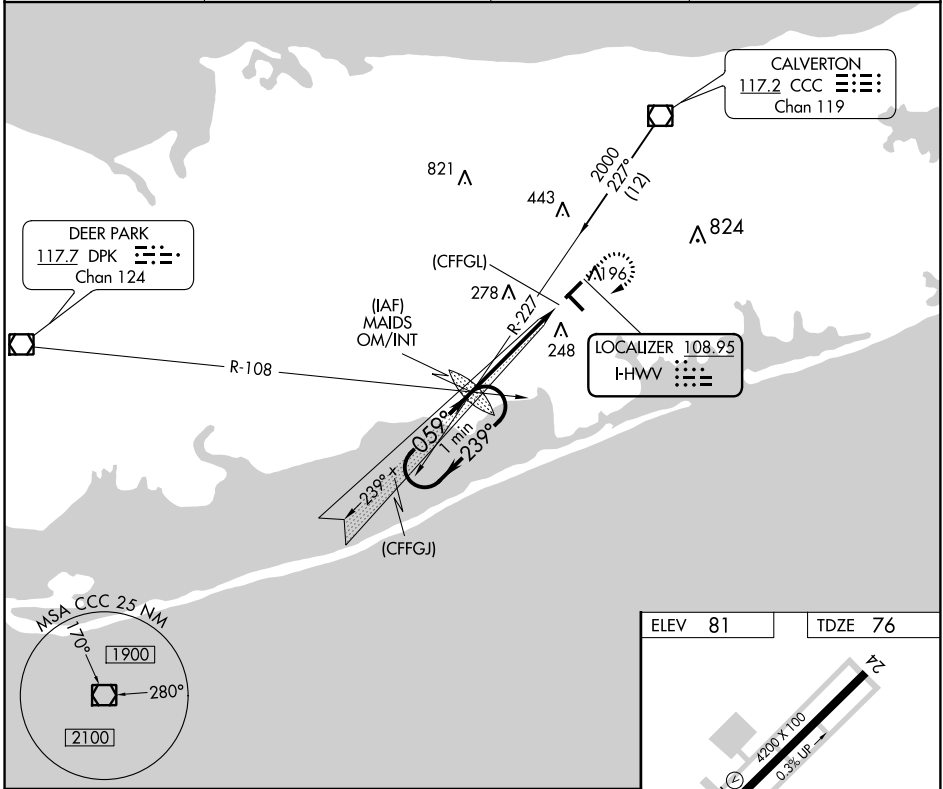 CALVERTON
117.2 CCC
Chan 119
2000
227°
(12)
821
443
824
DEER PARK
117.7 DPK
Chan 124
(CFFGL)
196
278
R-227
(IAF)
MAIDS
OM/INT
248
LOCALIZER 108.95
I-HWV
R-108
059°
1 min
239°
239°
(CFFGJ)
MSA CCC 25 NM
170°
1900
280°
2100
ELEV 81
TDZE 76
24
4200 X 100
0.3% UP
V